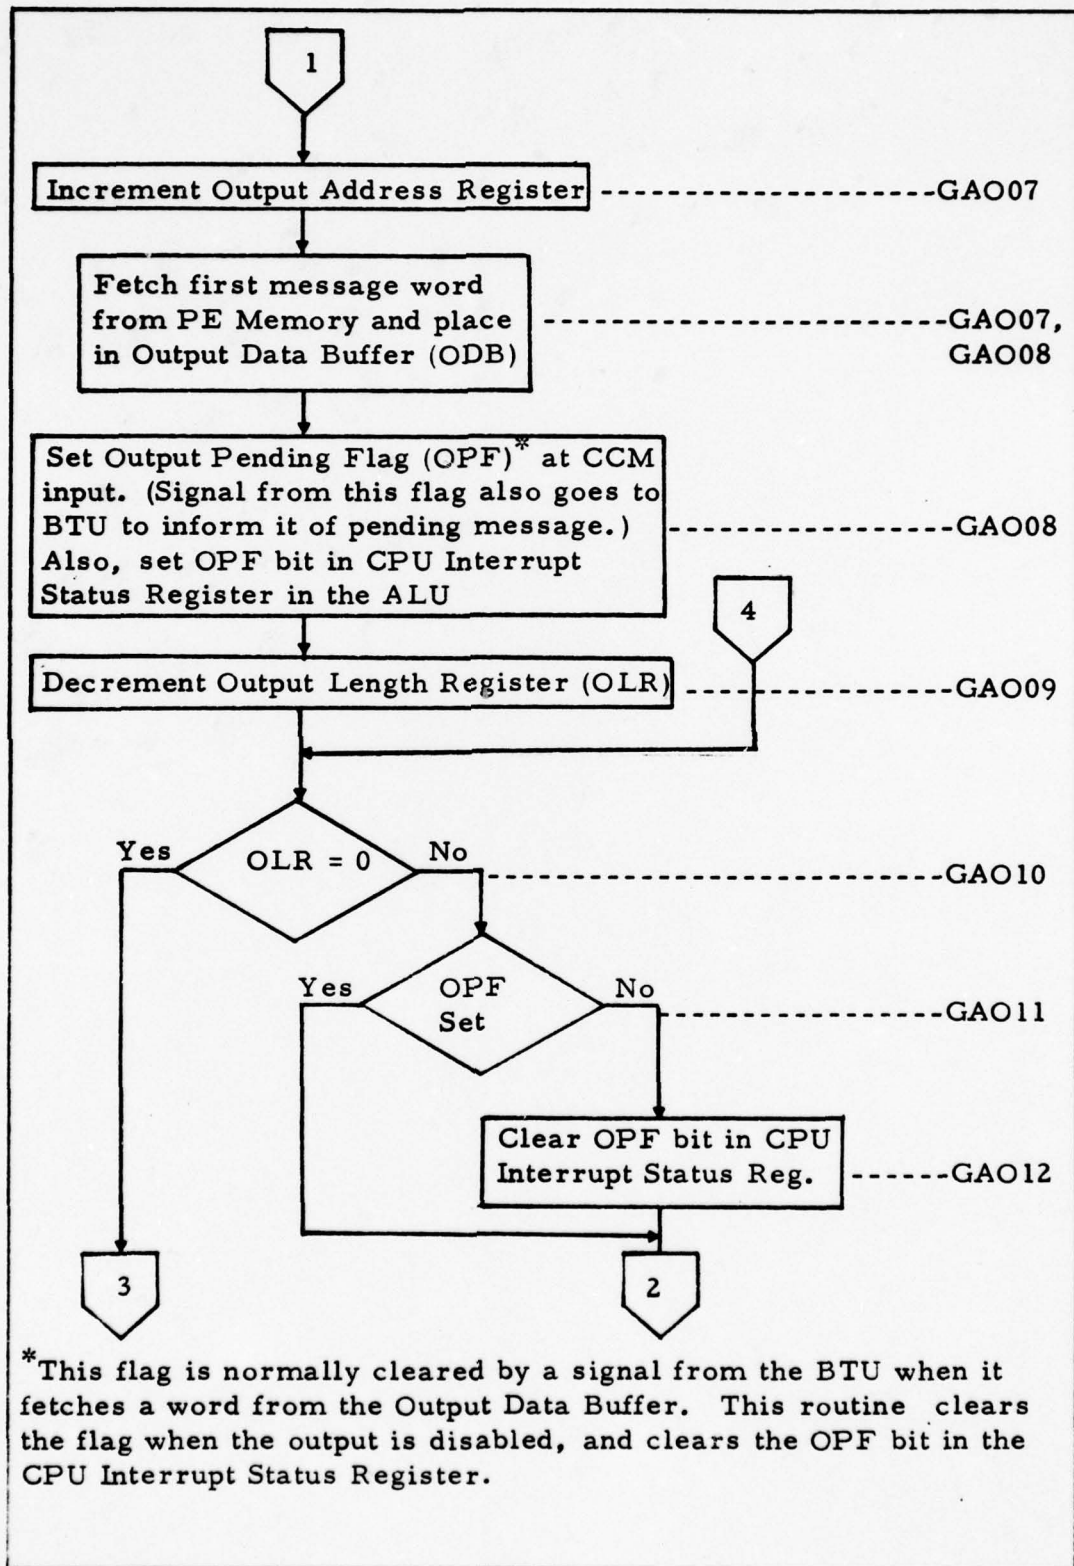 1
Increment Output Address Register -------------------GAO07
Fetch first message word
from PE Memory and place ----------------------GAO07,
in Output Data Buffer (ODB) GAO08
Set Output Pending Flag (OPF)* at CCM
input. (Signal from this flag also goes to
BTU to inform it of pending message.) ---------------GAO08
Also, set OPF bit in CPU Interrupt
Status Register in the ALU
4
Decrement Output Length Register (OLR) --------------GAO09
Yes OLR = 0 No
-------------------------GAO10
Yes OPF No
Set
----------------GAO11
Clear OPF bit in CPU
Interrupt Status Reg. ------GAO12
3 2
*This flag is normally cleared by a signal from the BTU when it
fetches a word from the Output Data Buffer. This routine clears
the flag when the output is disabled, and clears the OPF bit in the
CPU Interrupt Status Register.